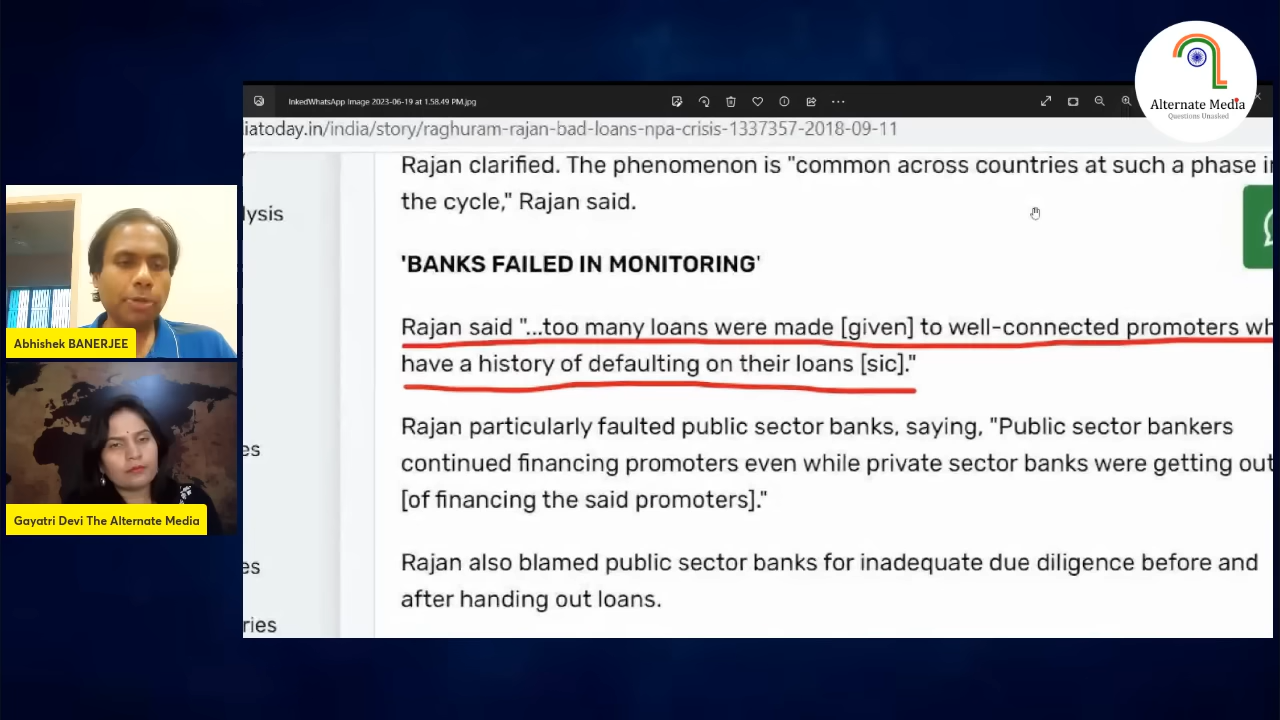 Alternate Media
Questions Unasked
InkedWhatsApp Image 2023-06-19 at 1.58.49 PM.jpg
iatoday.in/india/story/raghuram-rajan-bad-loans-npa-crisis-1337357-2018-09-11
Rajan clarified. The phenomenon is "common across countries at such a phase in
lysis
the cycle," Rajan said.
'BANKS FAILED IN MONITORING'
Rajan said "...too many loans were made [given] to well-connected promoters wh
have a history of defaulting on their loans [sic]."
Abhishek BANERJEE
Rajan particularly faulted public sector banks, saying, "Public sector bankers
es
continued financing promoters even while private sector banks were getting out
[of financing the said promoters]."
Gayatri Devi The Alternate Media
Rajan also blamed public sector banks for inadequate due diligence before and
es
after handing out loans.
ries